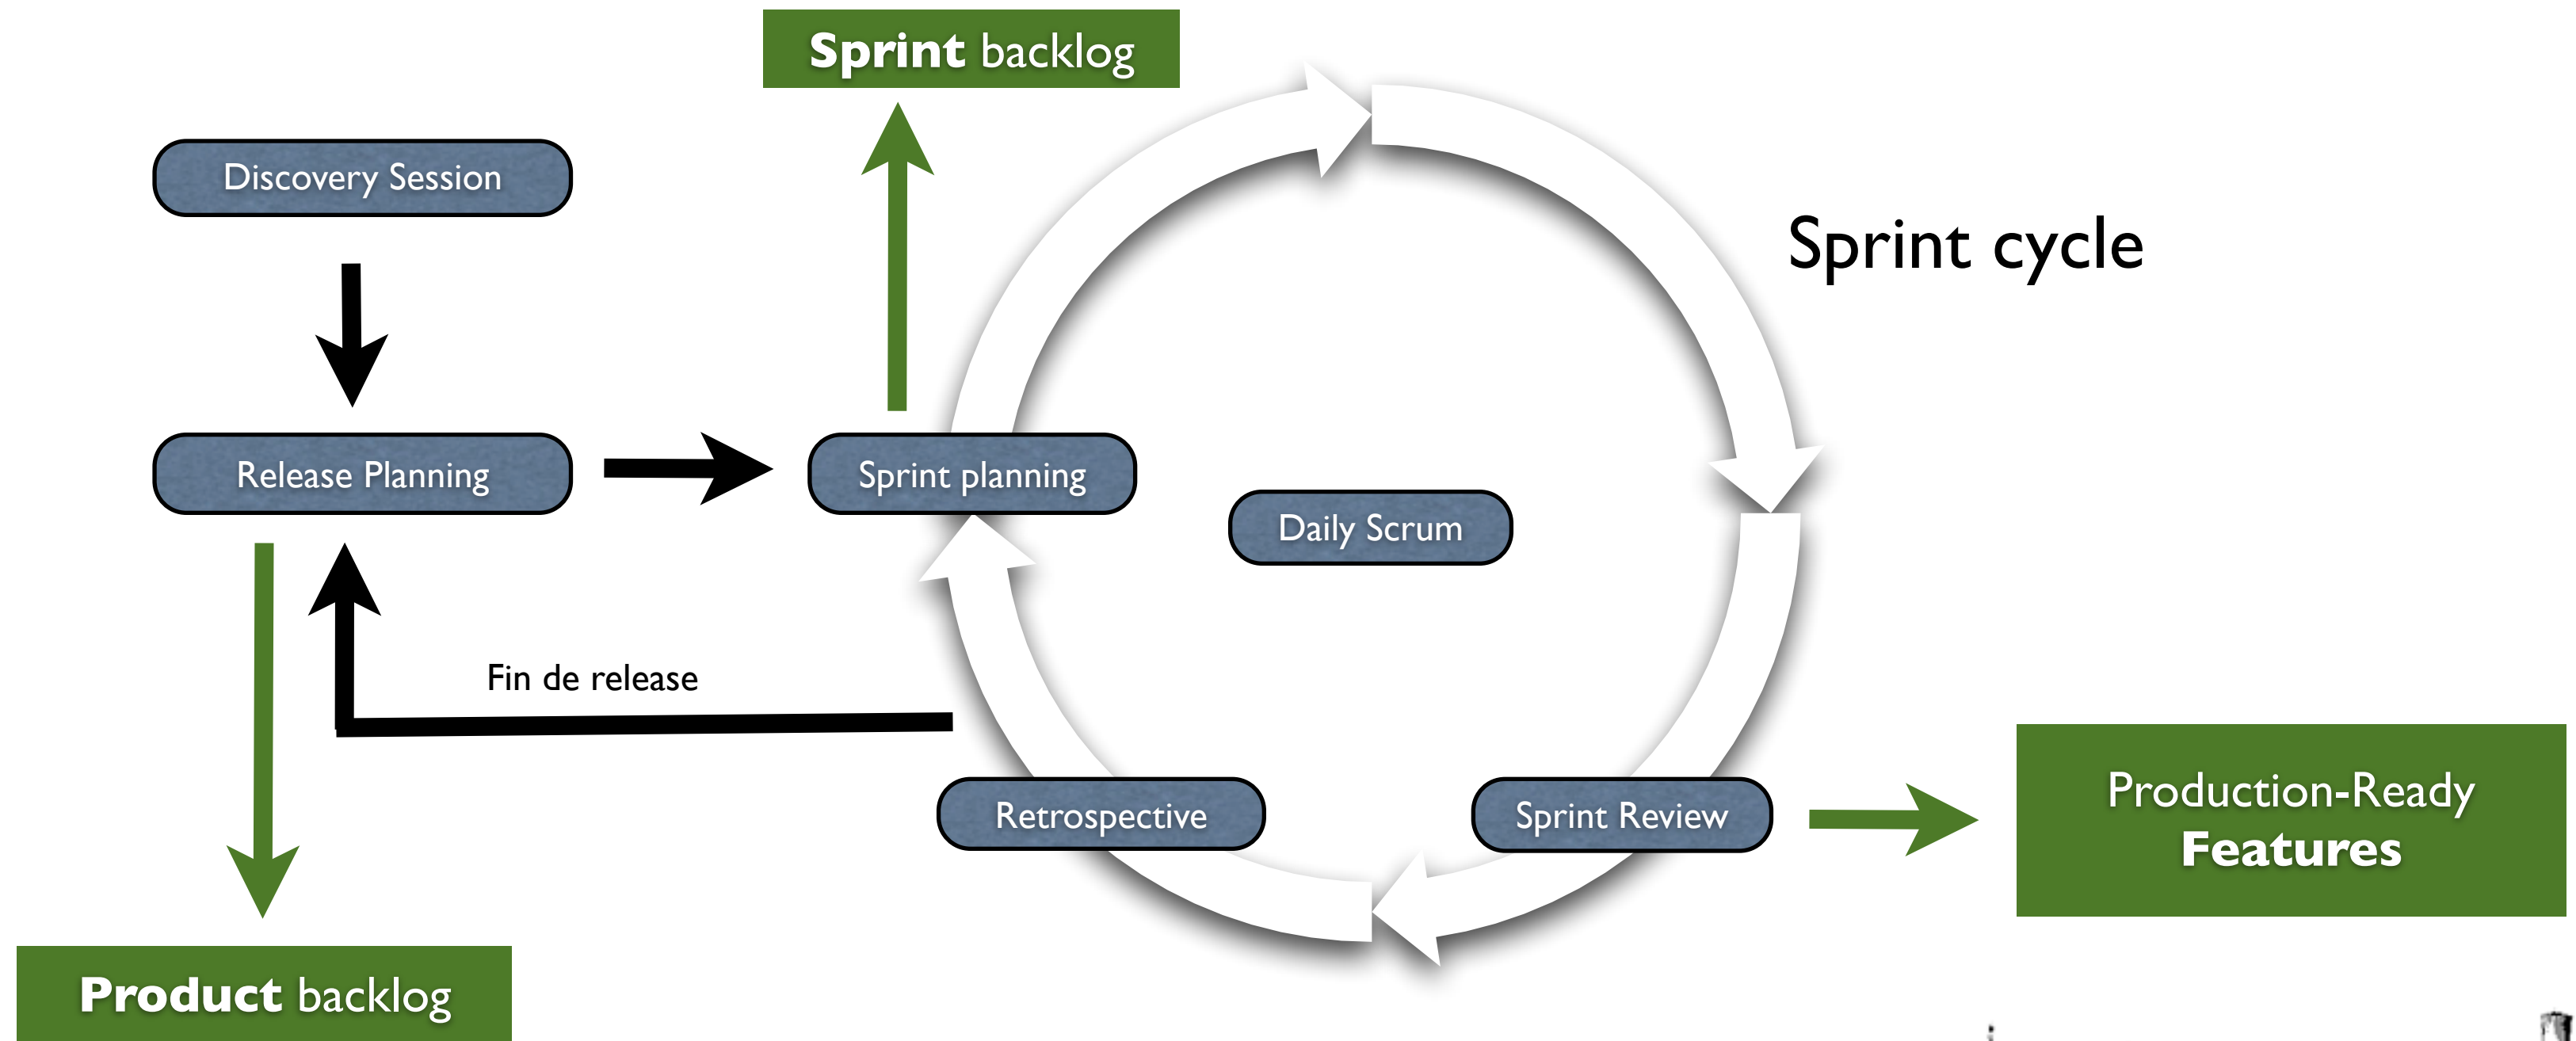 Sprint backlog
Discovery Session
Sprint cycle
Release Planning
Sprint planning
Daily Scrum
Fin de release
Retrospective
Sprint Review
Production-Ready
Features
Product backlog